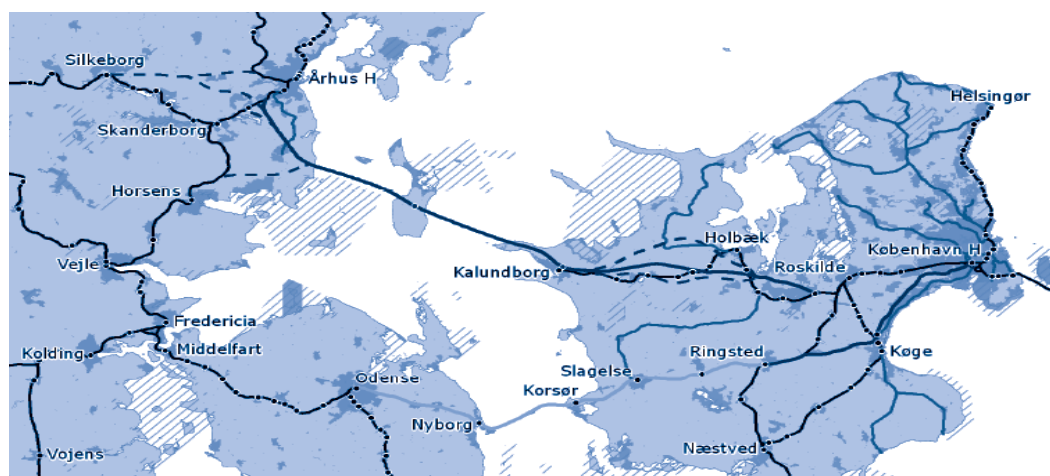 Silkeborg
Århus H
Helsingør
Skanderborg
Horsens
Holbæk
København H
Vejle
Kalundborg
Roskilde
Fredericia
Kolding
Middelfart
Ringsted
Køge
Slagelse
Odense
Korsør
Nyborg
Næstved
Vojens